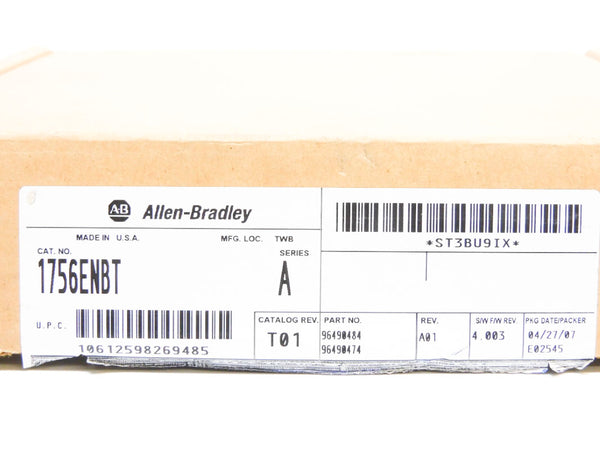 AB Allen-Bradley
MADE IN U.S.A. MFG. LOC. TWB
CAT. NO. SERIES
1756ENBT A
*ST3BU9IX*
U.P.C.
10612598269485
CATALOG REV. T01
PART NO.
96490484
96490474
REV.
A01
S/W F/W REV
4.003
PKG DATE/PACKER
04/27/07
E02545